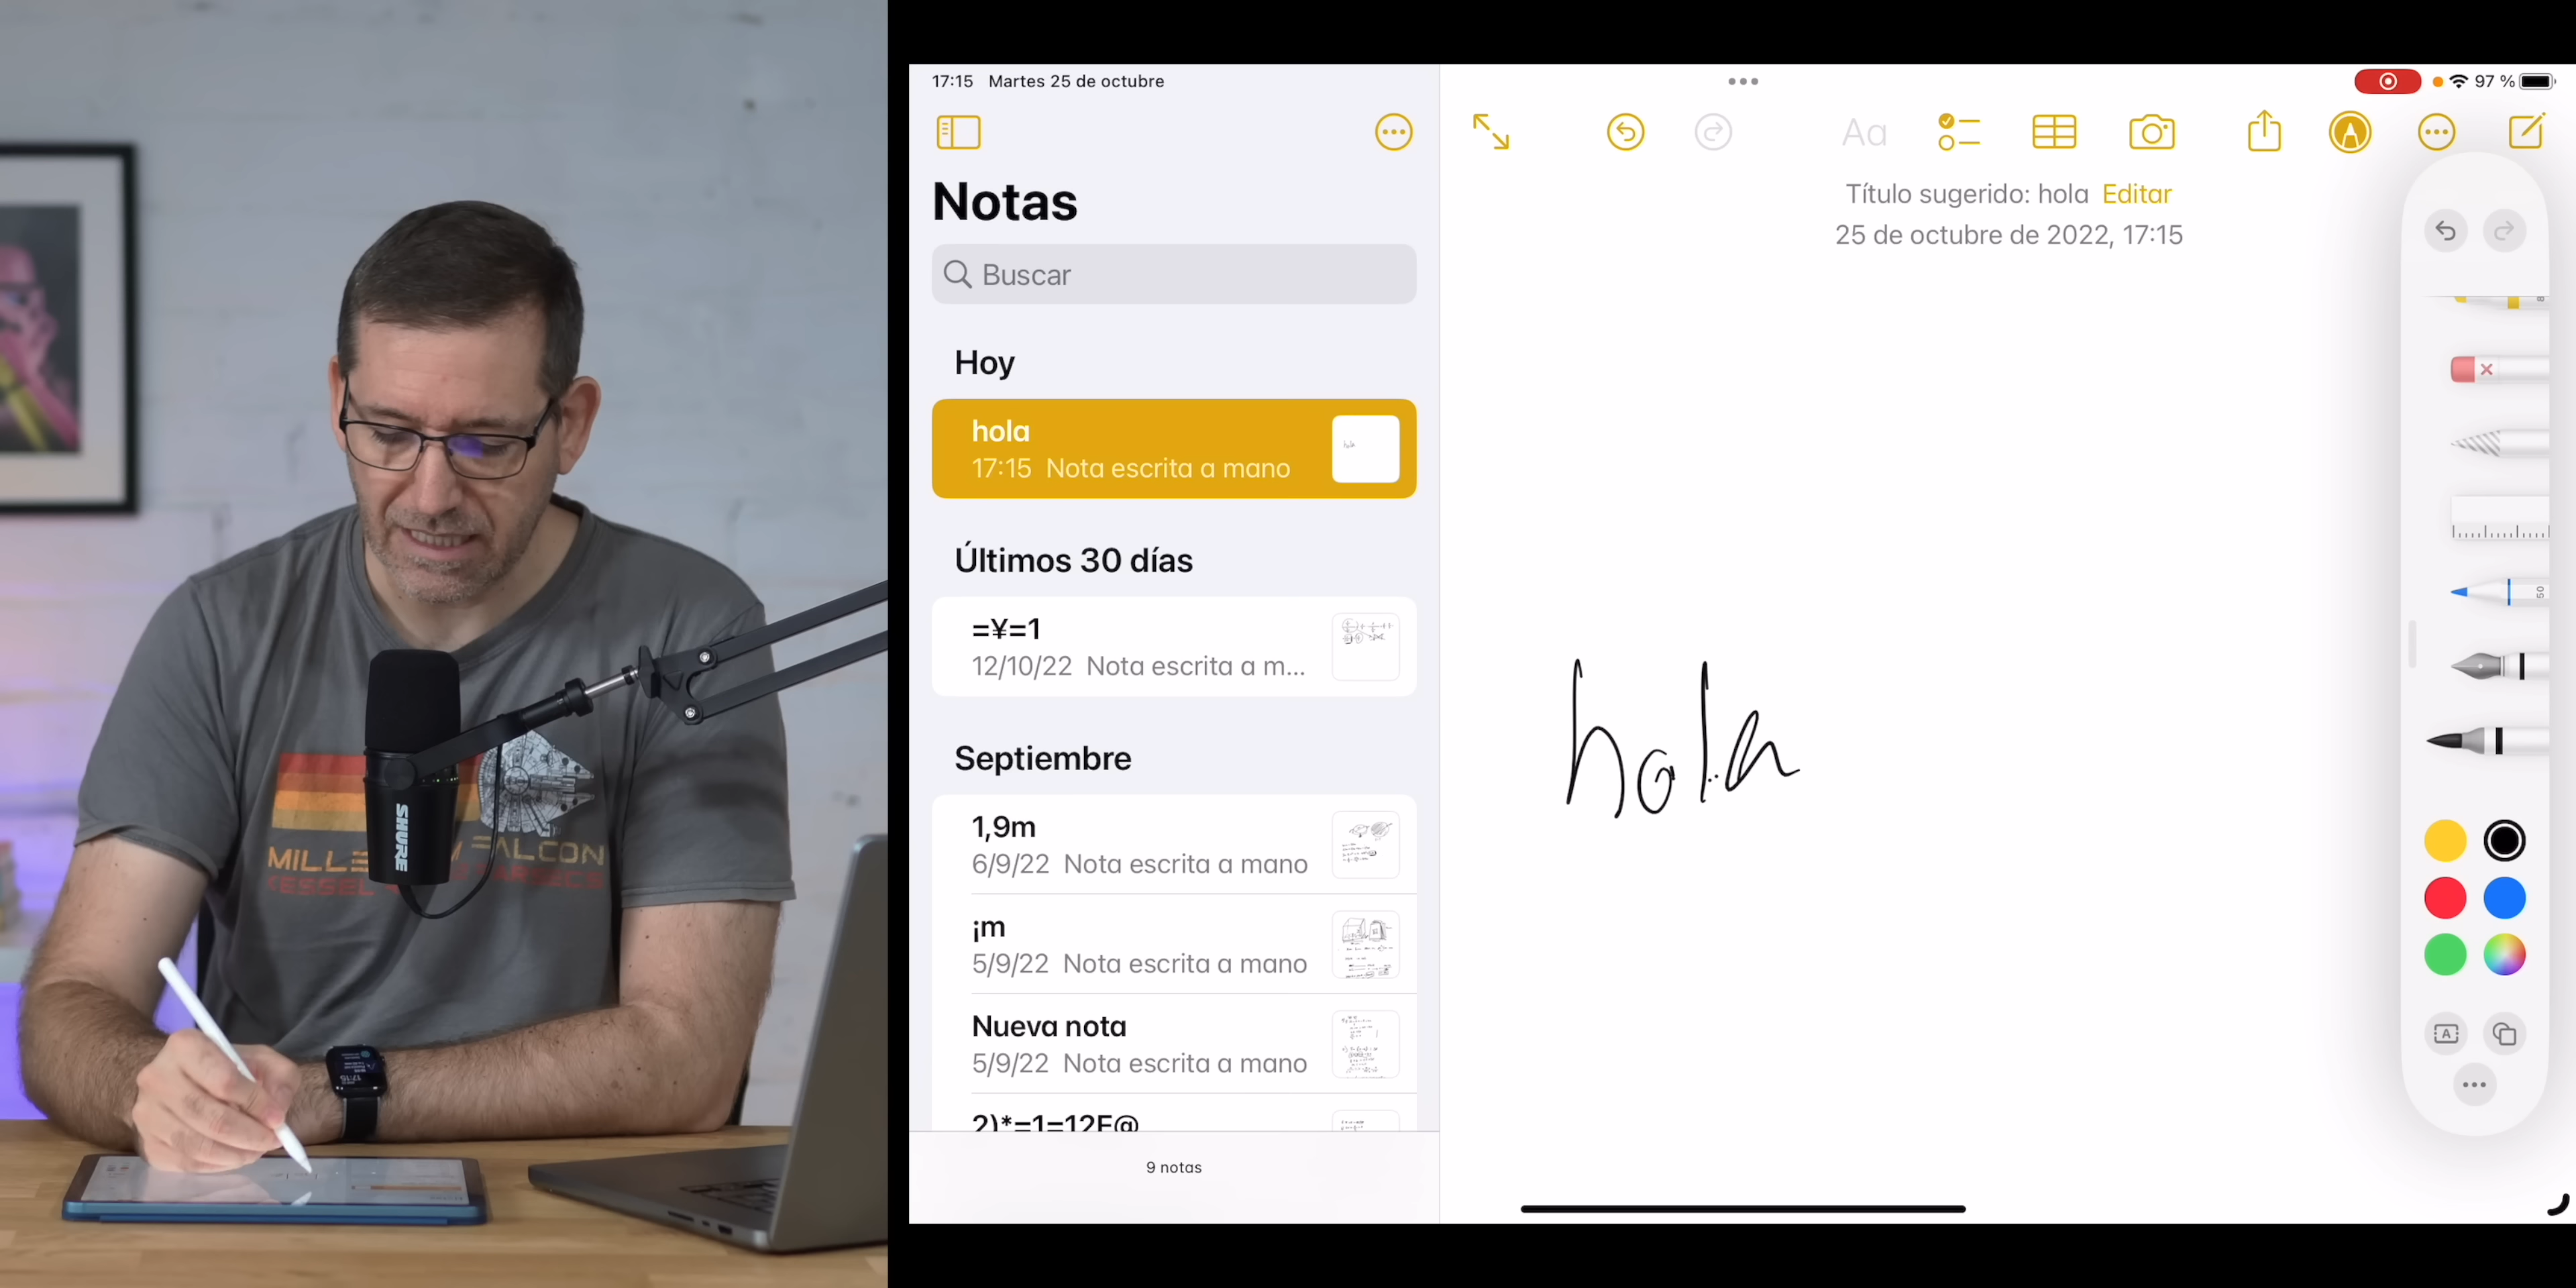 17:15 Martes 25 de octubre
97 %
Notas
Buscar
Hoy
hola
17:15 Nota escrita a mano
Últimos 30 días
=¥=1
12/10/22 Nota escrita a m...
Septiembre
1,9m
6/9/22 Nota escrita a mano
¡m
5/9/22 Nota escrita a mano
Nueva nota
5/9/22 Nota escrita a mano
2)*=1=12F@
9 notas
Aa
Título sugerido: hola Editar
25 de octubre de 2022, 17:15
hola
50
A
SHURE
FALCON